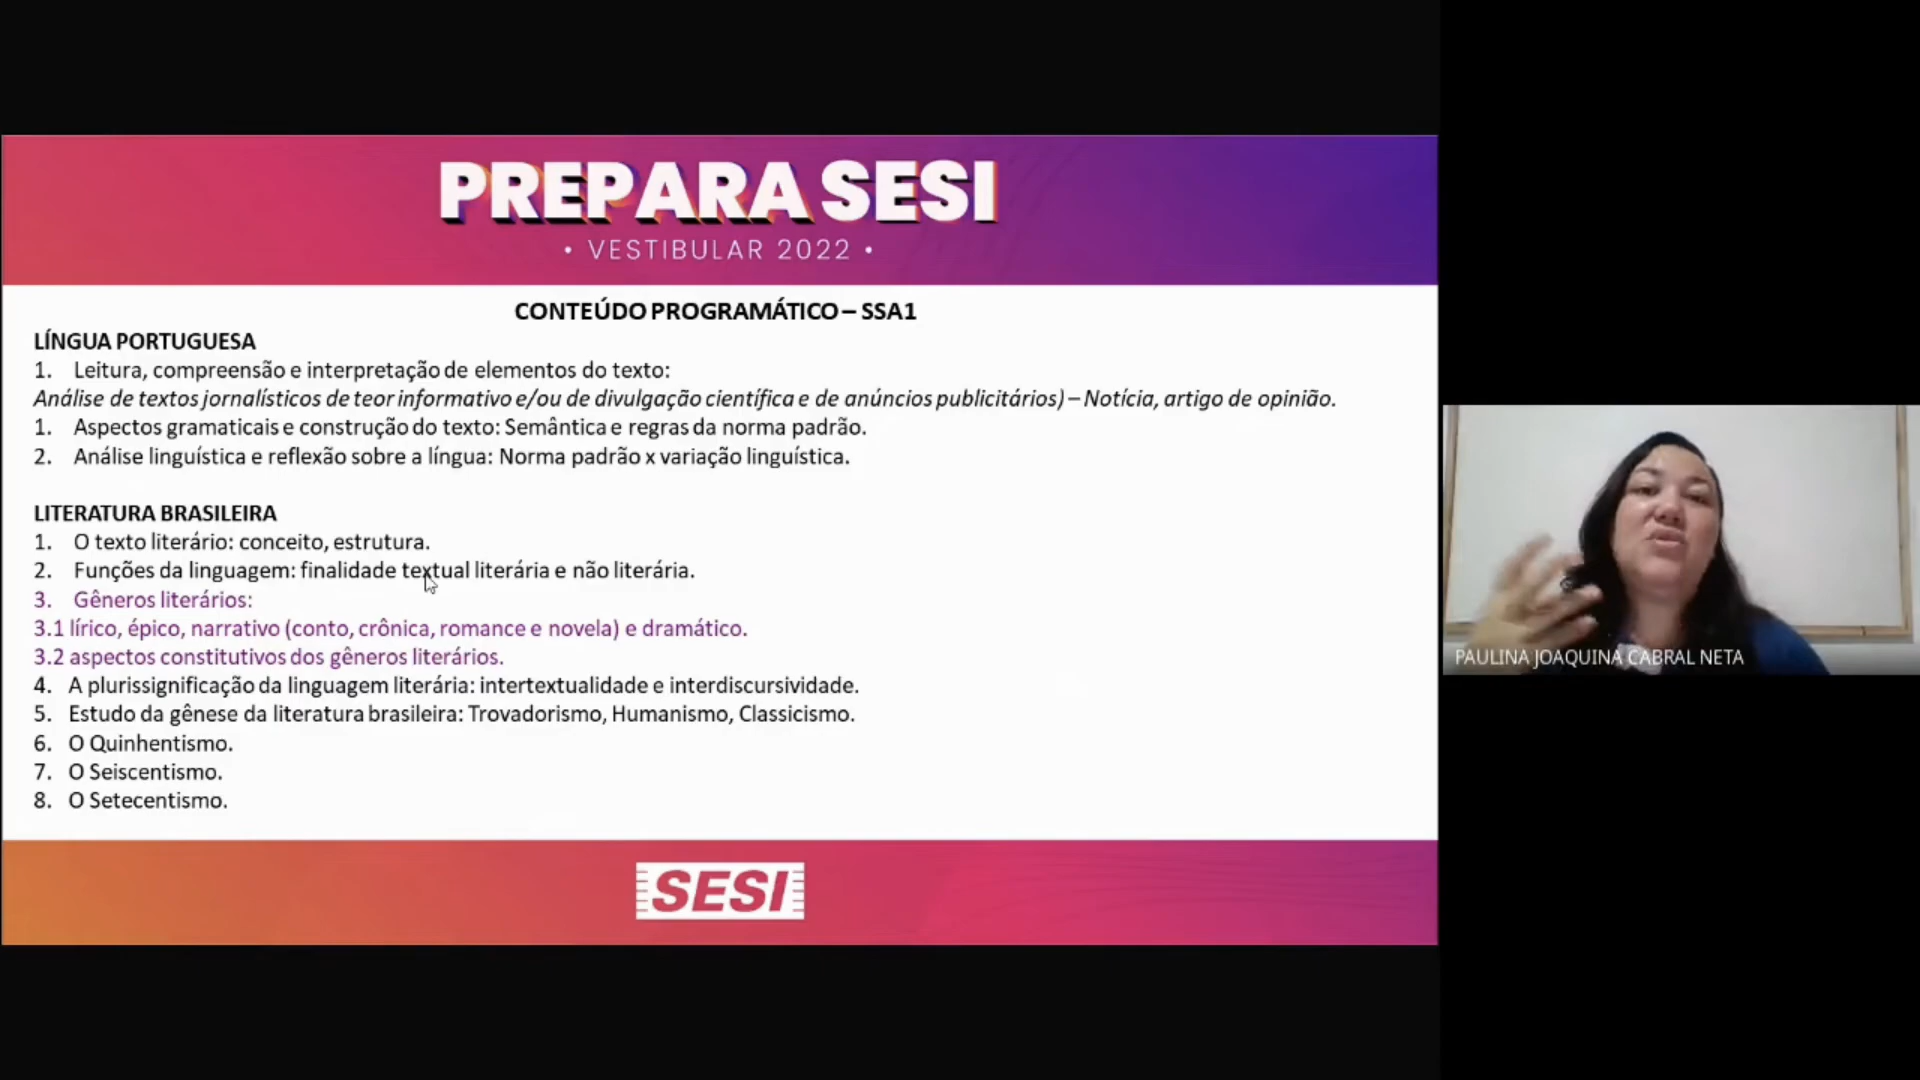 PREPARA SESI
• VESTIBULAR 2022 •
CONTEÚDO PROGRAMÁTICO – SSA1
LÍNGUA PORTUGUESA
1. Leitura, compreensão e interpretação de elementos do texto:
Análise de textos jornalísticos de teor informativo e/ou de divulgação científica e de anúncios publicitários) – Notícia, artigo de opinião.
1. Aspectos gramaticais e construção do texto: Semântica e regras da norma padrão.
2. Análise linguística e reflexão sobre a língua: Norma padrão x variação linguística.
LITERATURA BRASILEIRA
1. O texto literário: conceito, estrutura.
2. Funções da linguagem: finalidade textual literária e não literária.
3. Gêneros literários:
3.1 lírico, épico, narrativo (conto, crônica, romance e novela) e dramático.
3.2 aspectos constitutivos dos gêneros literários.
4. A plurissignificação da linguagem literária: intertextualidade e interdiscursividade.
5. Estudo da gênese da literatura brasileira: Trovadorismo, Humanismo, Classicismo.
6. O Quinhentismo.
7. O Seiscentismo.
8. O Setecentismo.
SESI
PAULINA JOAQUINA CABRAL NETA